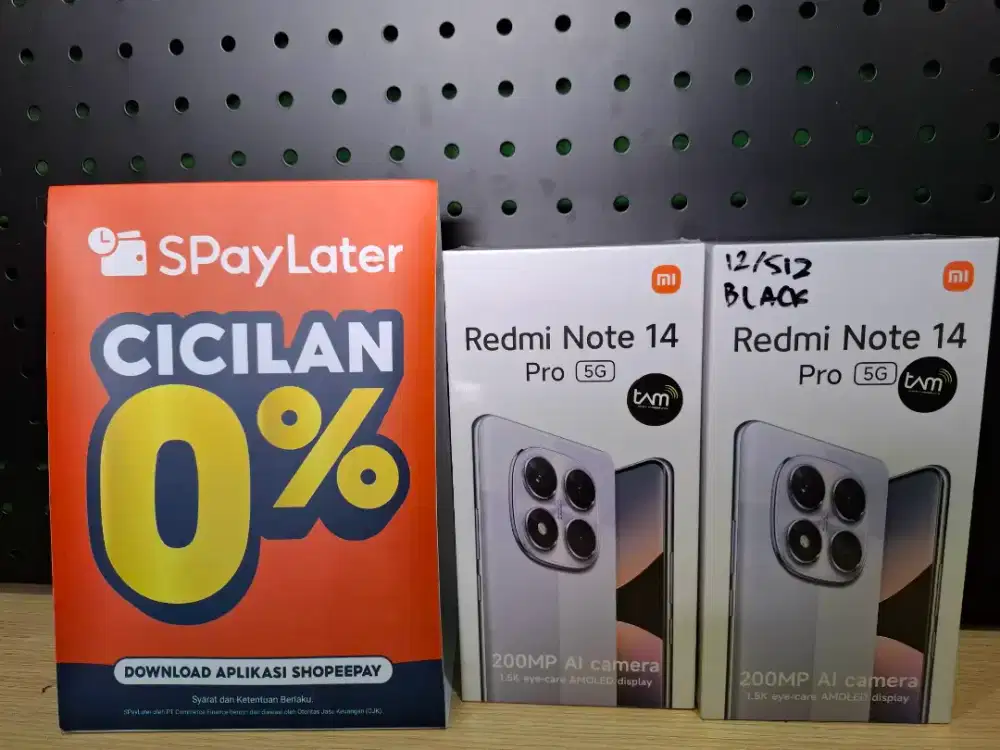 SPayLater
CICILAN
0%
DOWNLOAD APLIKASI SHOPEEPAY
Syarat dan Ketentuan Berlaku.
mi
Redmi Note 14
Pro 5G
tam
200MP AI camera
1.5K eye-care AMOLED display
12/512
BLACK
mi
Redmi Note 14
Pro 5G
tam
200MP AI camera
1.5K eye-care AMOLED display